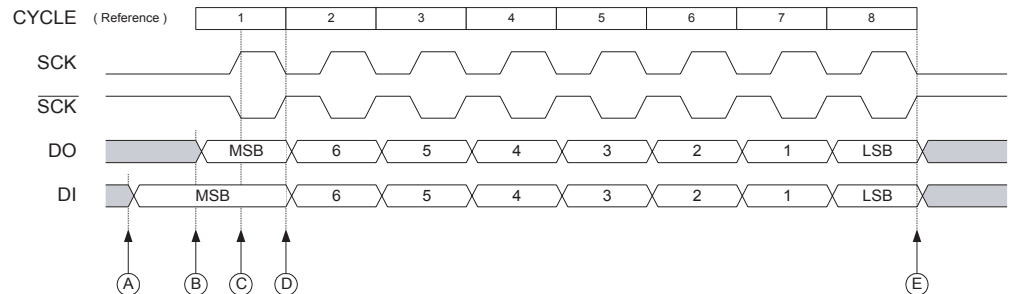 CYCLE ( Reference ) 1 2 3 4 5 6 7 8
SCK
SCK
DO MSB 6 5 4 3 2 1 LSB
DI MSB 6 5 4 3 2 1 LSB
A B C D E